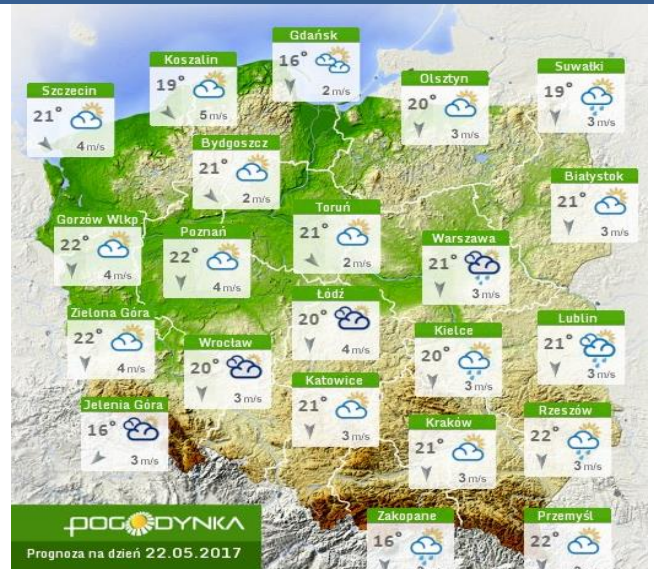 Gdańsk
16°
2 m/s
Koszalin
19°
5 m/s
Szczecin
21°
4 m/s
Olsztyn
20°
3 m/s
Suwałki
19°
3 m/s
Bydgoszcz
21°
2 m/s
Białystok
21°
3 m/s
Gorzów Wlkp
22°
4 m/s
Poznań
22°
4 m/s
Toruń
21°
2 m/s
Warszawa
21°
3 m/s
Zielona Góra
22°
4 m/s
Wrocław
20°
3 m/s
Łódź
20°
4 m/s
Kielce
20°
3 m/s
Lublin
21°
3 m/s
Jelenia Góra
16°
3 m/s
Katowice
21°
3 m/s
Kraków
21°
3 m/s
Rzeszów
22°
3 m/s
Zakopane
16°
Przemyśl
22°
POGODYNKA
Prognoza na dzień 22.05.2017